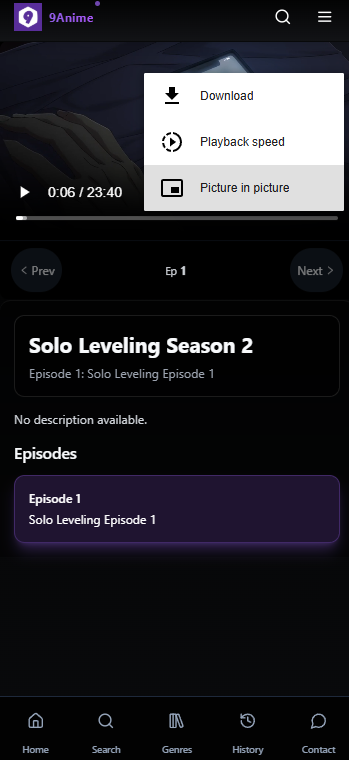 9Anime
Download
Playback speed
Picture in picture
0:06 / 23:40
Prev
Ep 1
Next
Solo Leveling Season 2
Episode 1: Solo Leveling Episode 1
No description available.
Episodes
Episode 1
Solo Leveling Episode 1
Home
Search
Genres
History
Contact